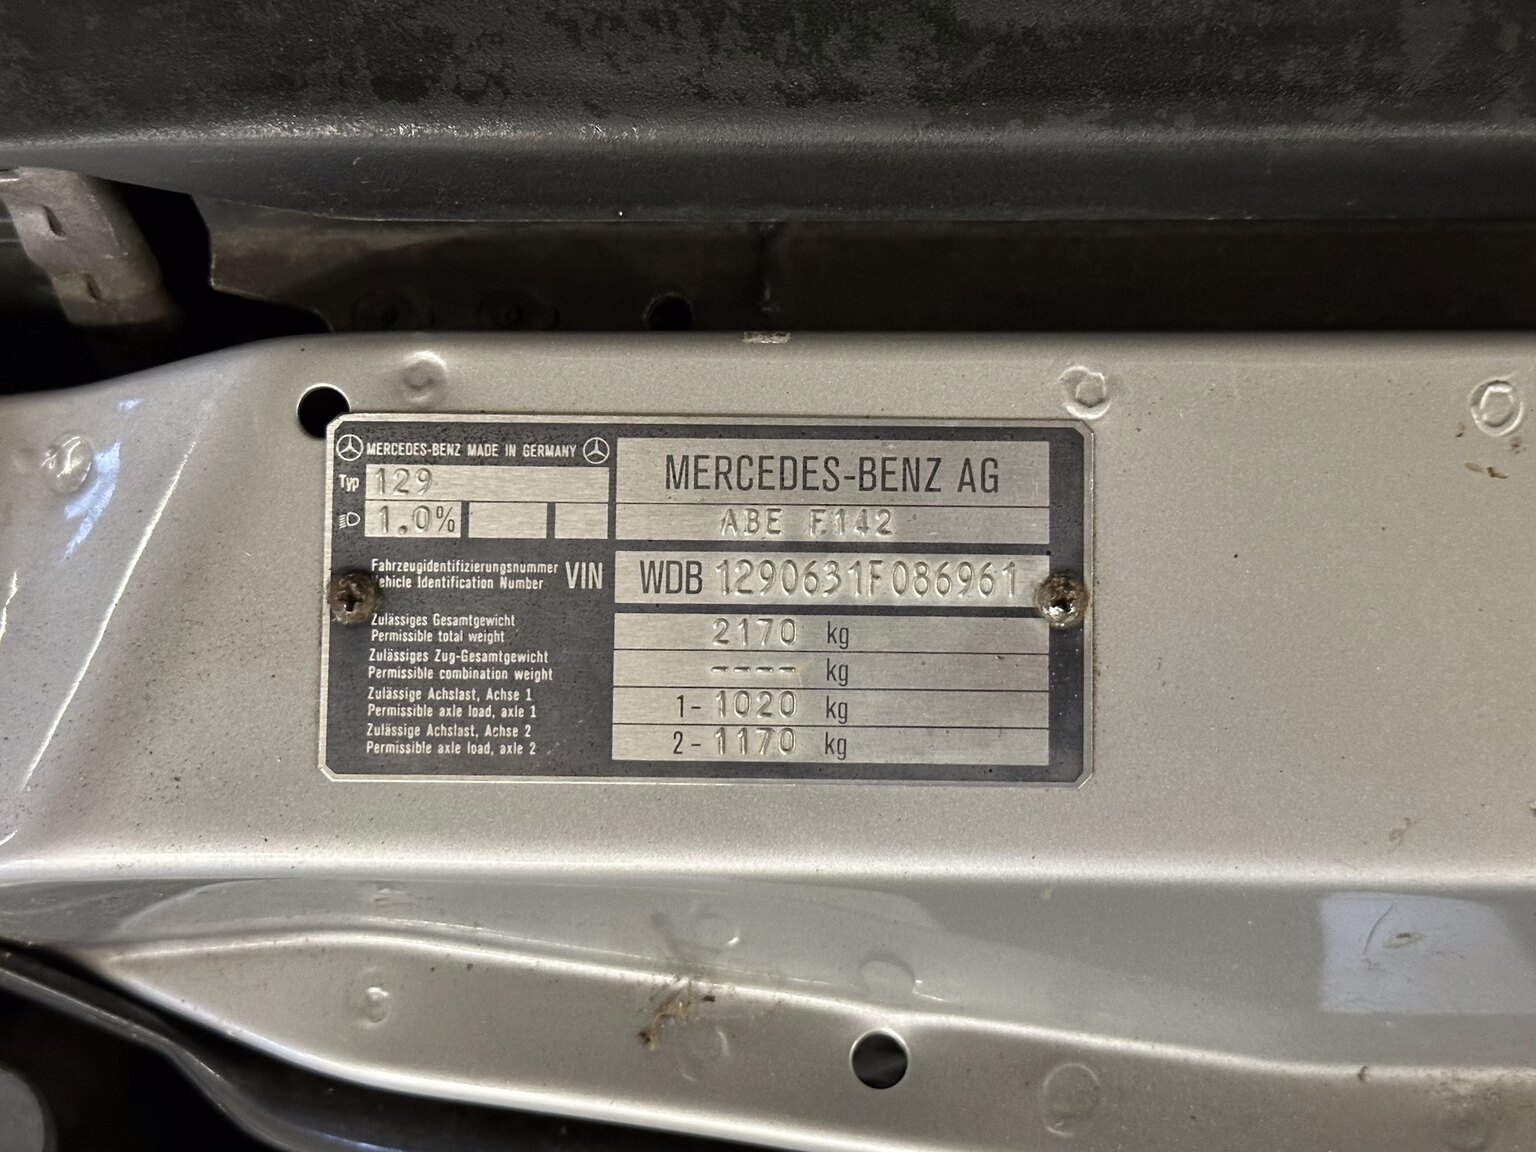 MERCEDES-BENZ MADE IN GERMANY
Typ 129
1.0%
MERCEDES-BENZ AG
ABE F.142
Fahrzeugidentifizierungsnummer
Vehicle Identification Number
VIN WDB 1290631F086961
Zulässiges Gesamtgewicht
Permissible total weight
2170 kg
Zulässiges Zug-Gesamtgewicht
Permissible combination weight
---- kg
Zulässige Achslast, Achse 1
Permissible axle load, axle 1
1- 1020 kg
Zulässige Achslast, Achse 2
Permissible axle load, axle 2
2- 1170 kg